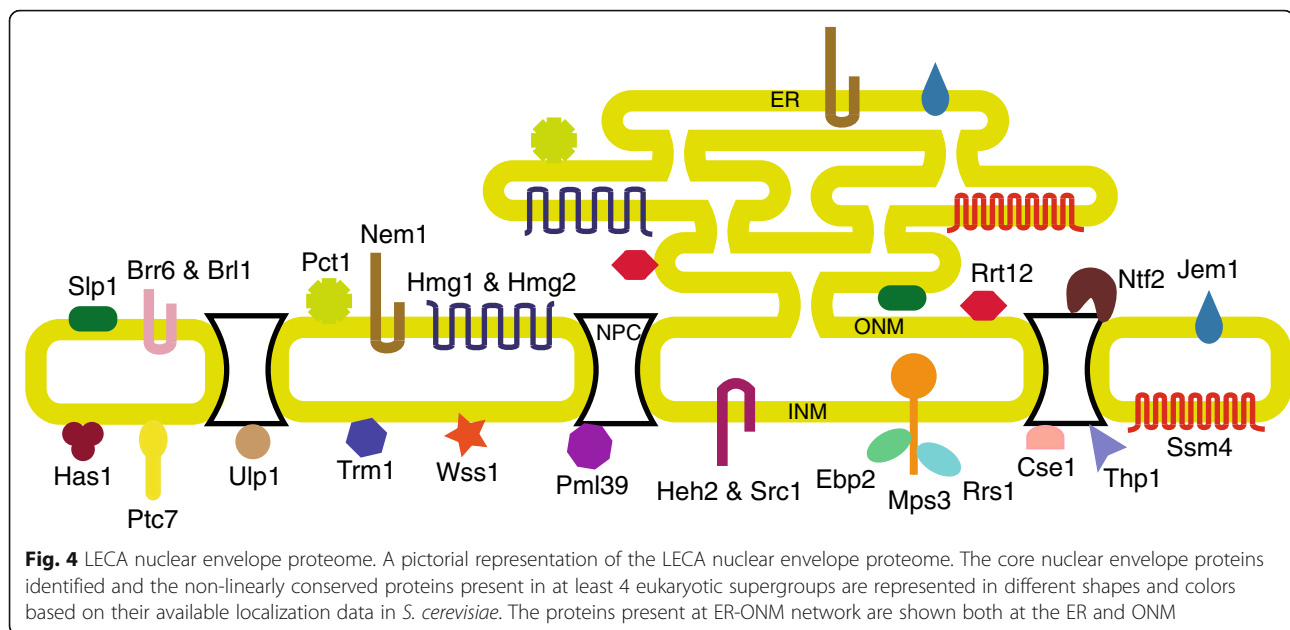 ER
Nem1
Pct1
Hmg1 & Hmg2
Brr6 & Brl1
Slp1
Rrt12
Ntf2
Jem1
NPC
ONM
INM
Has1
Ptc7
Ulp1
Trm1
Wss1
Pml39
Heh2 & Src1
Ebp2
Mps3
Rrs1
Cse1
Thp1
Ssm4
Fig. 4 LECA nuclear envelope proteome. A pictorial representation of the LECA nuclear envelope proteome. The core nuclear envelope proteins
identified and the non-linearly conserved proteins present in at least 4 eukaryotic supergroups are represented in different shapes and colors
based on their available localization data in S. cerevisiae. The proteins present at ER-ONM network are shown both at the ER and ONM